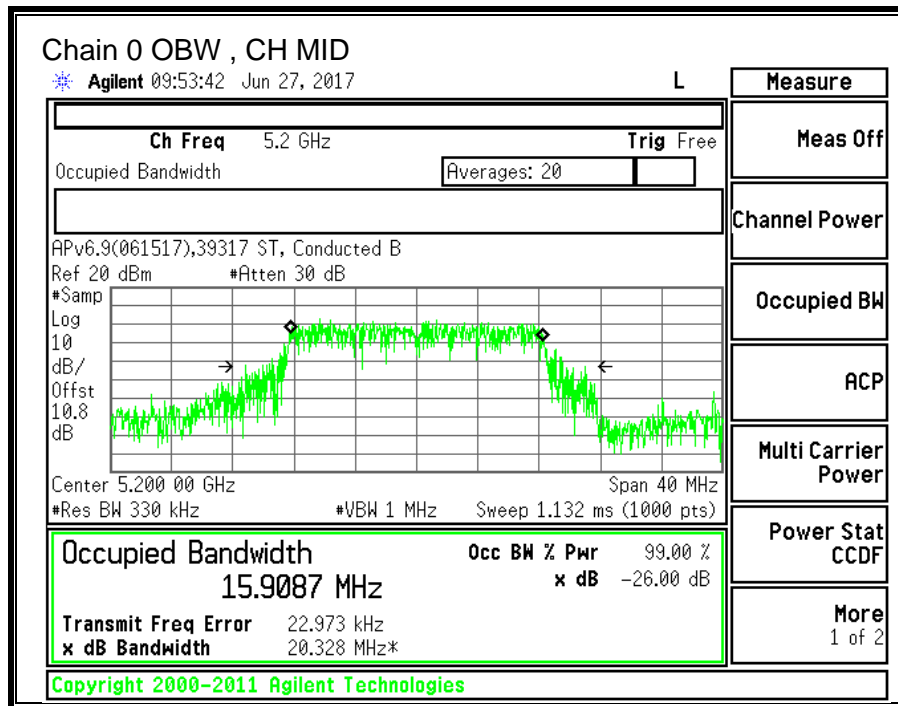 Chain 0 OBW , CH MID
Agilent 09:53:42 Jun 27, 2017 L
Measure
Ch Freq 5.2 GHz Trig Free
Occupied Bandwidth Averages: 20
Meas Off
Channel Power
APv6.9(061517),39317 ST, Conducted B
Ref 20 dBm #Atten 30 dB
#Samp
Log
10
dB/
Offst
10.8
dB
Occupied BW
ACP
Center 5.200 00 GHz Span 40 MHz
#Res BW 330 kHz #VBW 1 MHz Sweep 1.132 ms (1000 pts)
Multi Carrier
Power
Occupied Bandwidth Occ BW % Pwr 99.00 %
15.9087 MHz x dB -26.00 dB
Transmit Freq Error 22.973 kHz
x dB Bandwidth 20.328 MHz*
Power Stat
CCDF
More
1 of 2
Copyright 2000-2011 Agilent Technologies